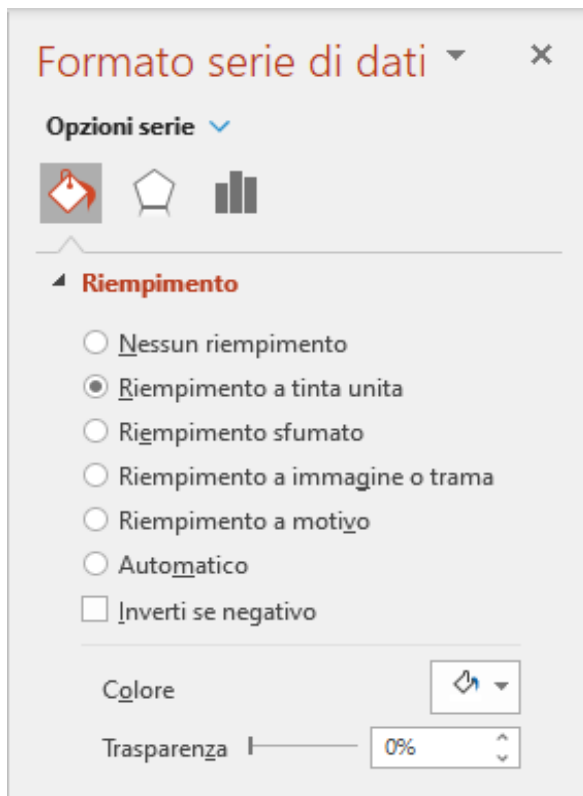 Formato serie di dati
Opzioni serie
Riempimento
Nessun riempimento
Riempimento a tinta unita
Riempimento sfumato
Riempimento a immagine o trama
Riempimento a motivo
Automatico
Inverti se negativo
Colore
Trasparenza 0%